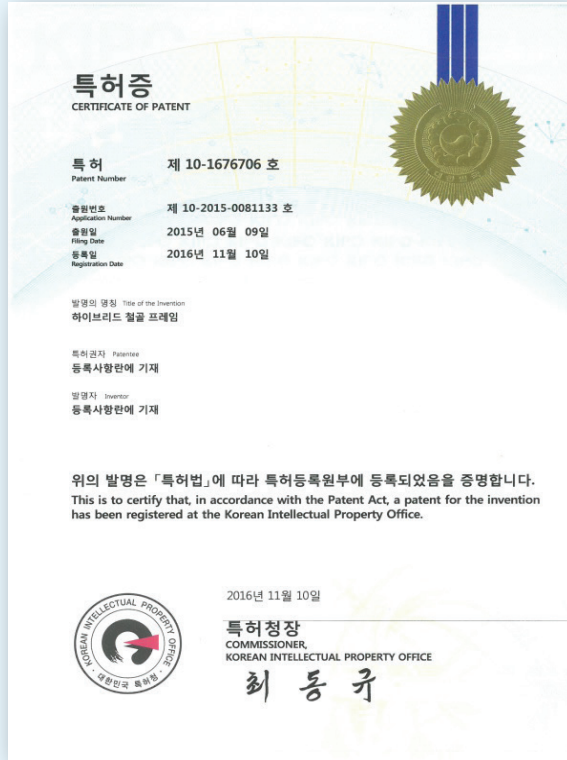 특허증
CERTIFICATE OF PATENT
특 허 제 10-1676706 호
Patent Number
출원번호 제 10-2015-0081133 호
Application Number
출원일 2015년 06월 09일
Filing Date
등록일 2016년 11월 10일
Registration Date
발명의 명칭 Title of the Invention
하이브리드 철골 프레임
특허권자 Patentee
등록사항란에 기재
발명자 Inventor
등록사항란에 기재
위의 발명은 「특허법」에 따라 특허등록원부에 등록되었음을 증명합니다.
This is to certify that, in accordance with the Patent Act, a patent for the invention
has been registered at the Korean Intellectual Property Office.
2016년 11월 10일
특허청장
COMMISSIONER,
KOREAN INTELLECTUAL PROPERTY OFFICE
최 동 규
KOREAN INTELLECTUAL PROPERTY OFFICE
대한민국 특허청